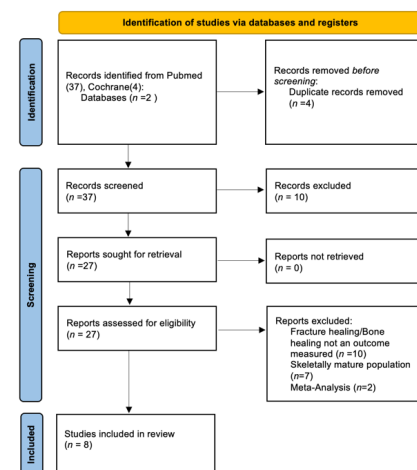 Identification of studies via databases and registers
Identification
Records identified from Pubmed
(37), Cochrane(4):
Databases (n =2 )
Records removed before
screening:
Duplicate records removed
(n =4)
Screening
Records screened
(n =37)
Records excluded
(n = 10)
Reports sought for retrieval
(n =27)
Reports not retrieved
(n = 0)
Reports assessed for eligibility
(n = 27)
Reports excluded:
Fracture healing/Bone
healing not an outcome
measured (n =10)
Skeletally mature population
(n=7)
Meta-Analysis (n=2)
Included
Studies included in review
(n = 8)